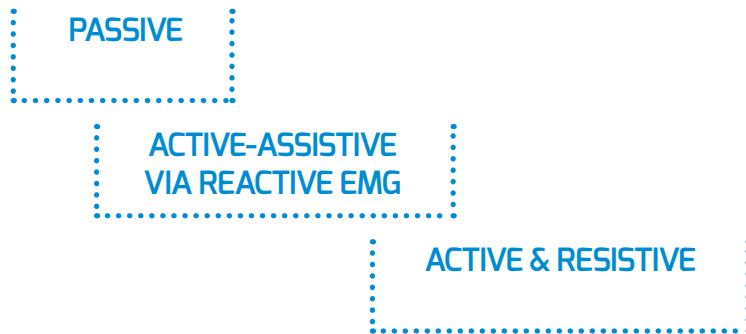 PASSIVE
ACTIVE-ASSISTIVE
VIA REACTIVE EMG
ACTIVE & RESISTIVE